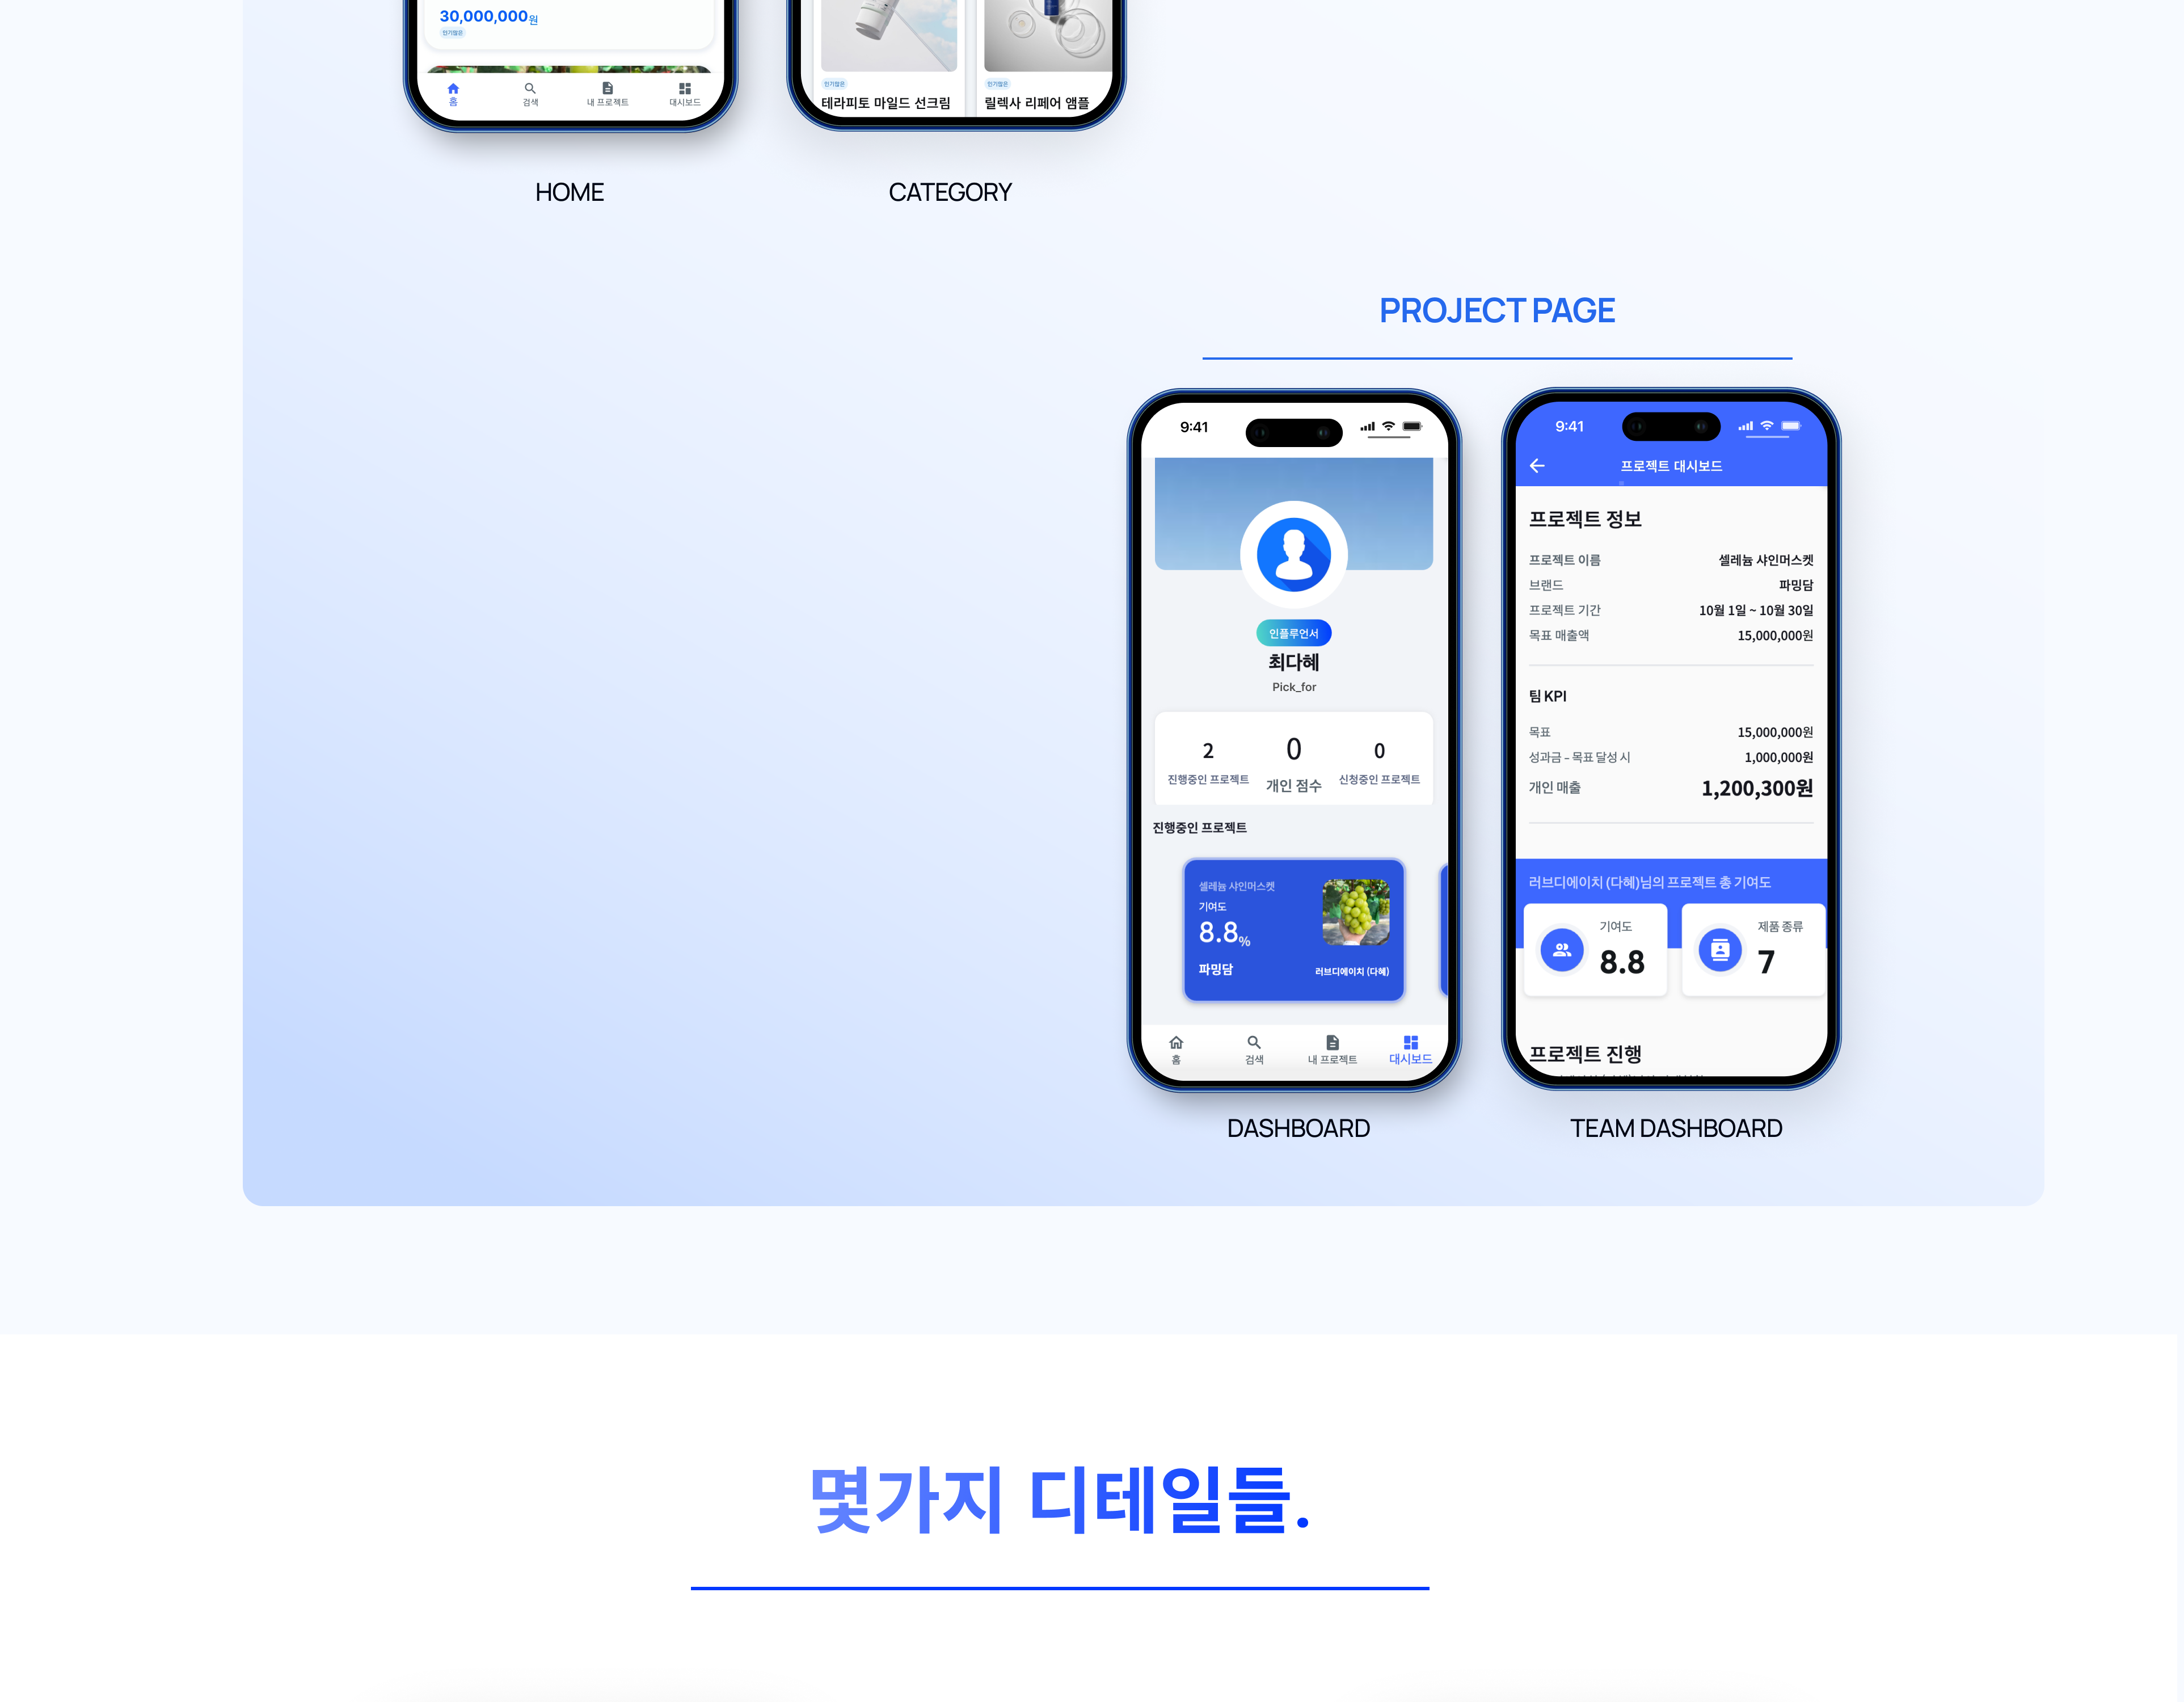 30,000,000원
인기많은
홈
검색
내 프로젝트
대시보드
HOME
인기많은
테라피토 마일드 선크림
인기많은
릴렉사 리페어 앰플
CATEGORY
PROJECT PAGE
9:41
인플루언서
최다혜
Pick_for
2
진행중인 프로젝트
0
개인 점수
0
신청중인 프로젝트
진행중인 프로젝트
셀레늄 샤인머스켓
기여도
8.8%
파밍담
러브디에이치 (다혜)
홈
검색
내 프로젝트
대시보드
DASHBOARD
9:41
프로젝트 대시보드
프로젝트 정보
프로젝트 이름 셀레늄 샤인머스켓
브랜드 파밍담
프로젝트 기간 10월 1일 ~ 10월 30일
목표 매출액 15,000,000원
팀 KPI
목표 15,000,000원
성과금 - 목표 달성 시 1,000,000원
개인 매출 1,200,300원
러브디에이치 (다혜)님의 프로젝트 총 기여도
기여도
8.8
제품 종류
7
프로젝트 진행
TEAM DASHBOARD
몇가지 디테일들.